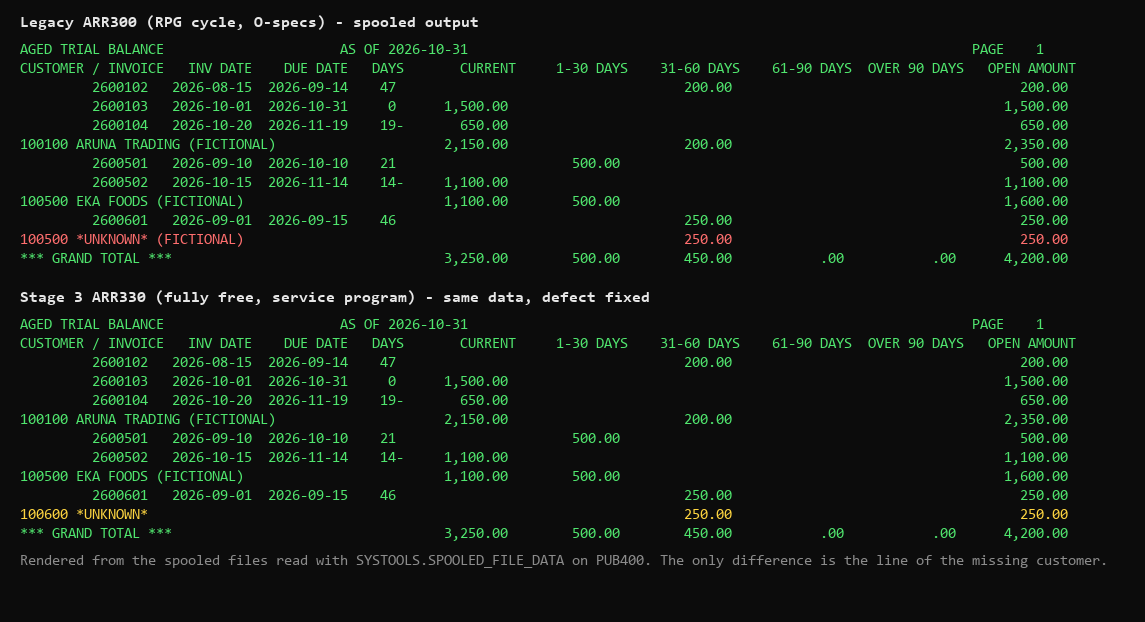 Legacy ARR300 (RPG cycle, O-specs) - spooled output
AGED TRIAL BALANCE AS OF 2026-10-31 PAGE 1
CUSTOMER / INVOICE INV DATE DUE DATE DAYS CURRENT 1-30 DAYS 31-60 DAYS 61-90 DAYS OVER 90 DAYS OPEN AMOUNT
2600102 2026-08-15 2026-09-14 47 200.00 200.00
2600103 2026-10-01 2026-10-31 0 1,500.00 1,500.00
2600104 2026-10-20 2026-11-19 19- 650.00 650.00
100100 ARUNA TRADING (FICTIONAL) 2,150.00 200.00 2,350.00
2600501 2026-09-10 2026-10-10 21 500.00 500.00
2600502 2026-10-15 2026-11-14 14- 1,100.00 1,100.00
100500 EKA FOODS (FICTIONAL) 1,100.00 500.00 1,600.00
2600601 2026-09-01 2026-09-15 46 250.00 250.00
100500 *UNKNOWN* (FICTIONAL) 250.00 250.00
*** GRAND TOTAL *** 3,250.00 500.00 450.00 .00 .00 4,200.00
Stage 3 ARR330 (fully free, service program) - same data, defect fixed
AGED TRIAL BALANCE AS OF 2026-10-31 PAGE 1
CUSTOMER / INVOICE INV DATE DUE DATE DAYS CURRENT 1-30 DAYS 31-60 DAYS 61-90 DAYS OVER 90 DAYS OPEN AMOUNT
2600102 2026-08-15 2026-09-14 47 200.00 200.00
2600103 2026-10-01 2026-10-31 0 1,500.00 1,500.00
2600104 2026-10-20 2026-11-19 19- 650.00 650.00
100100 ARUNA TRADING (FICTIONAL) 2,150.00 200.00 2,350.00
2600501 2026-09-10 2026-10-10 21 500.00 500.00
2600502 2026-10-15 2026-11-14 14- 1,100.00 1,100.00
100500 EKA FOODS (FICTIONAL) 1,100.00 500.00 1,600.00
2600601 2026-09-01 2026-09-15 46 250.00 250.00
100600 *UNKNOWN* 250.00 250.00
*** GRAND TOTAL *** 3,250.00 500.00 450.00 .00 .00 4,200.00
Rendered from the spooled files read with SYSTOOLS.SPOOLED_FILE_DATA on PUB400. The only difference is the line of the missing customer.